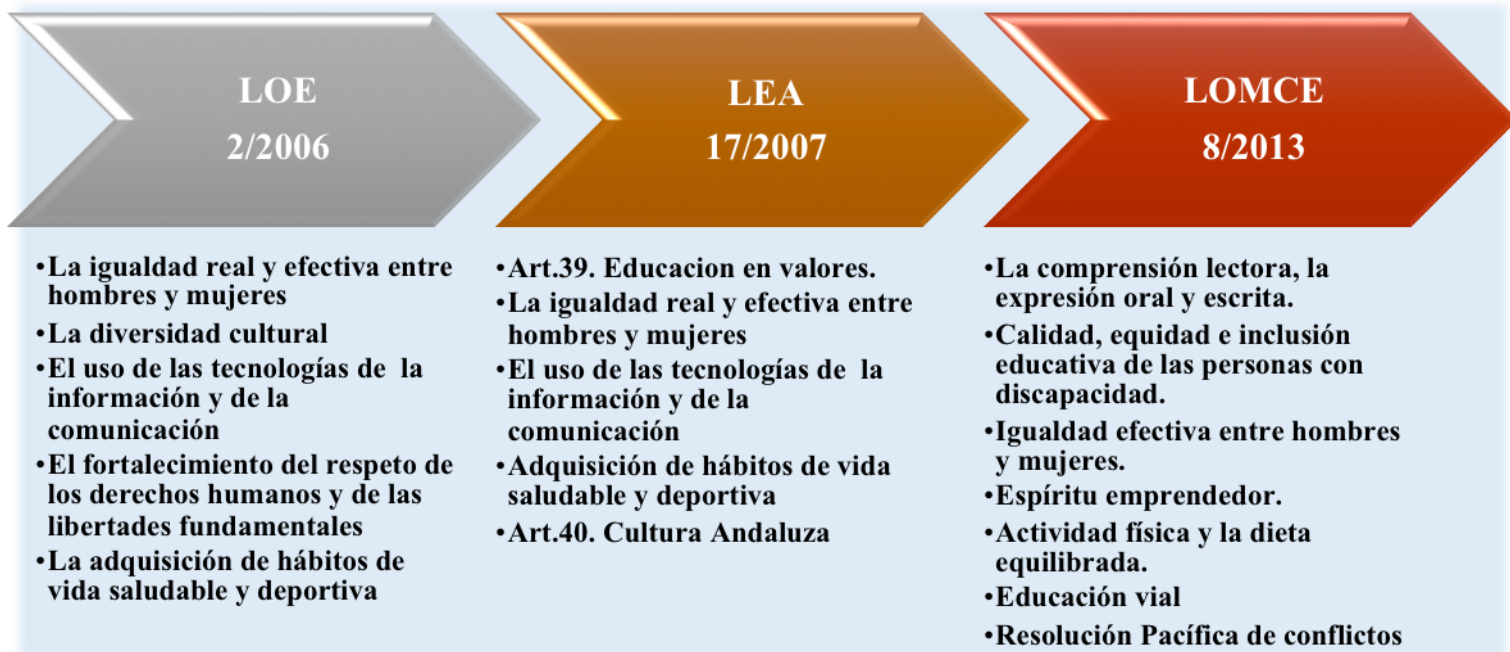 LOE
2/2006
•La igualdad real y efectiva entre
hombres y mujeres
•La diversidad cultural
•El uso de las tecnologías de la
información y de la
comunicación
•El fortalecimiento del respeto de
los derechos humanos y de las
libertades fundamentales
•La adquisición de hábitos de
vida saludable y deportiva
LEA
17/2007
•Art.39. Educacion en valores.
•La igualdad real y efectiva entre
hombres y mujeres
•El uso de las tecnologías de la
información y de la
comunicación
•Adquisición de hábitos de vida
saludable y deportiva
•Art.40. Cultura Andaluza
LOMCE
8/2013
•La comprensión lectora, la
expresión oral y escrita.
•Calidad, equidad e inclusión
educativa de las personas con
discapacidad.
•Igualdad efectiva entre hombres
y mujeres.
•Espíritu emprendedor.
•Actividad física y la dieta
equilibrada.
•Educación vial
•Resolución Pacífica de conflictos